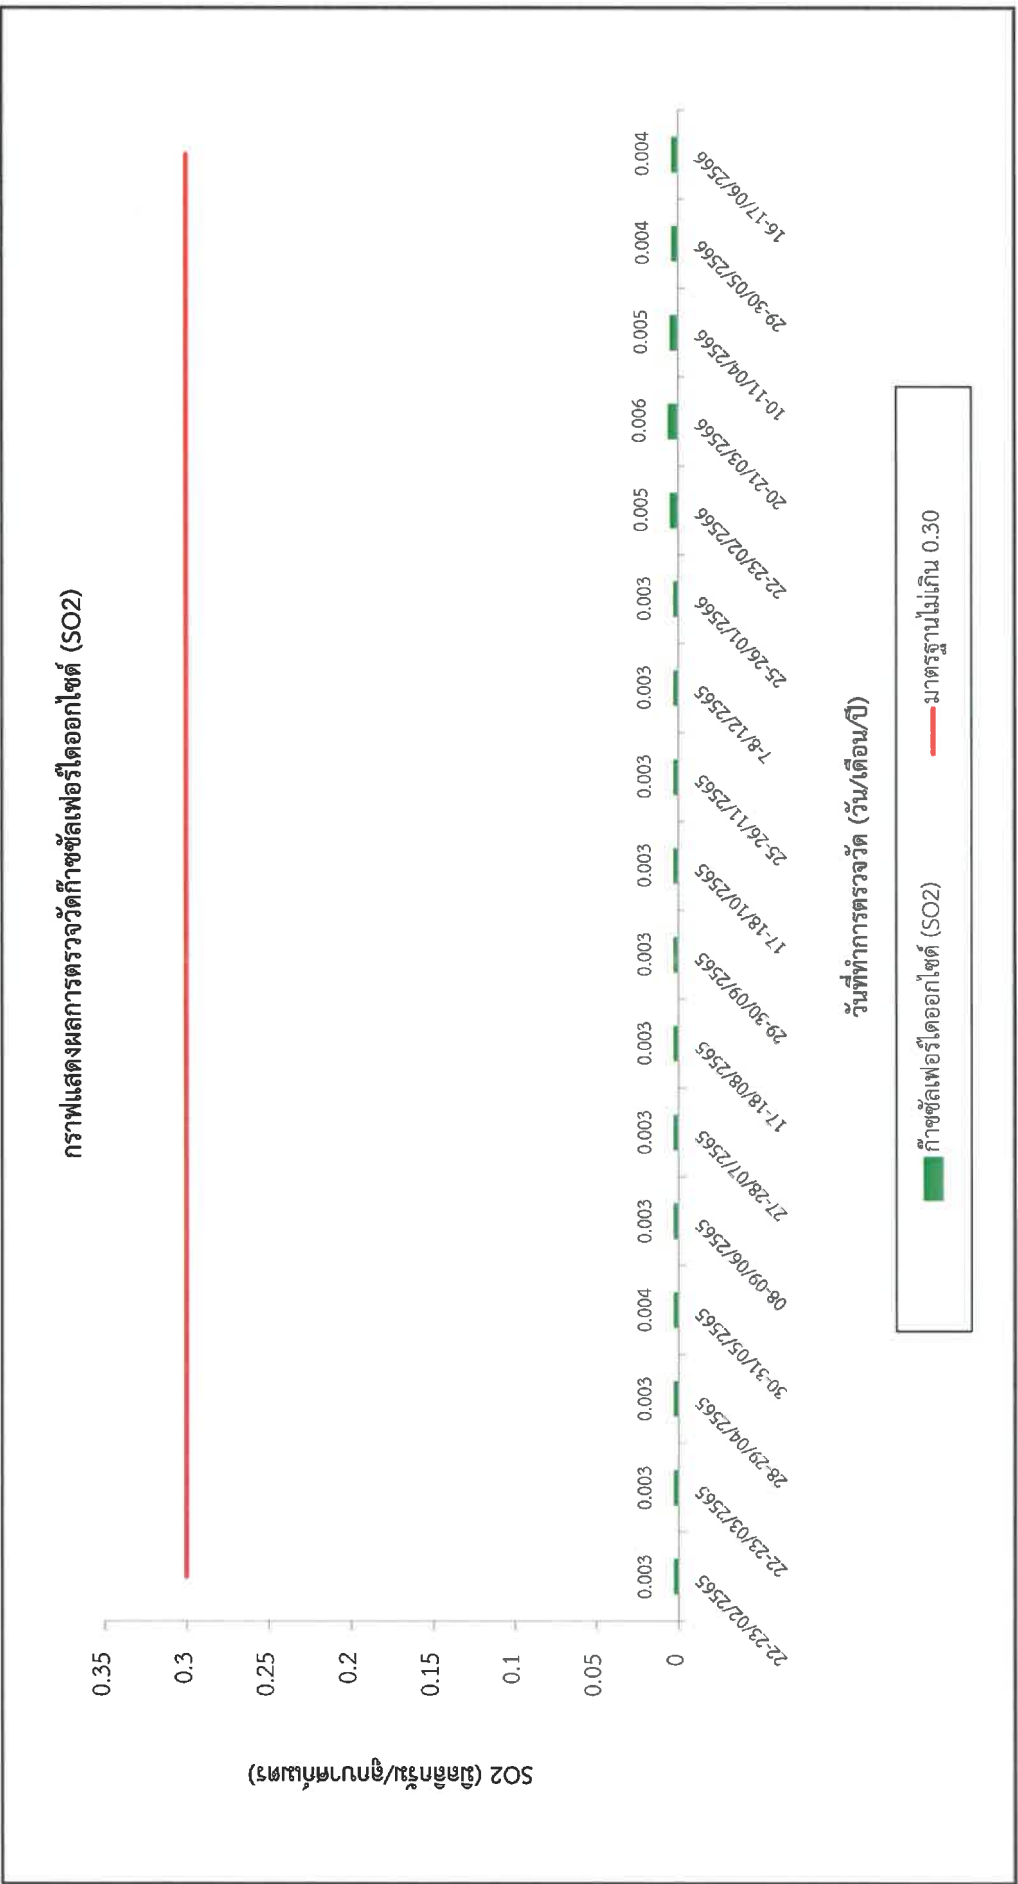 กราฟแสดงผลการตรวจวัดก๊าซซัลเฟอร์ไดออกไซด์ (SO2)
SO2 (มิลลิกรัม/ลูกบาศก์เมตร)
0.35
0.3
0.25
0.2
0.15
0.1
0.05
0
0.003 0.003 0.003 0.004 0.003 0.003 0.003 0.003 0.003 0.003 0.003 0.003 0.005 0.006 0.005 0.004 0.004
22-23/02/2565 22-23/03/2565 28-29/04/2565 30-31/05/2565 08-09/06/2565 27-28/07/2565 17-18/08/2565 29-30/09/2565 17-18/10/2565 25-26/11/2565 7-8/12/2565 25-26/01/2566 22-23/02/2566 20-21/03/2566 10-11/04/2566 29-30/05/2566 16-17/06/2566
วันที่ทำการตรวจวัด (วัน/เดือน/ปี)
ก๊าซซัลเฟอร์ไดออกไซด์ (SO2) มาตรฐานไม่เกิน 0.30